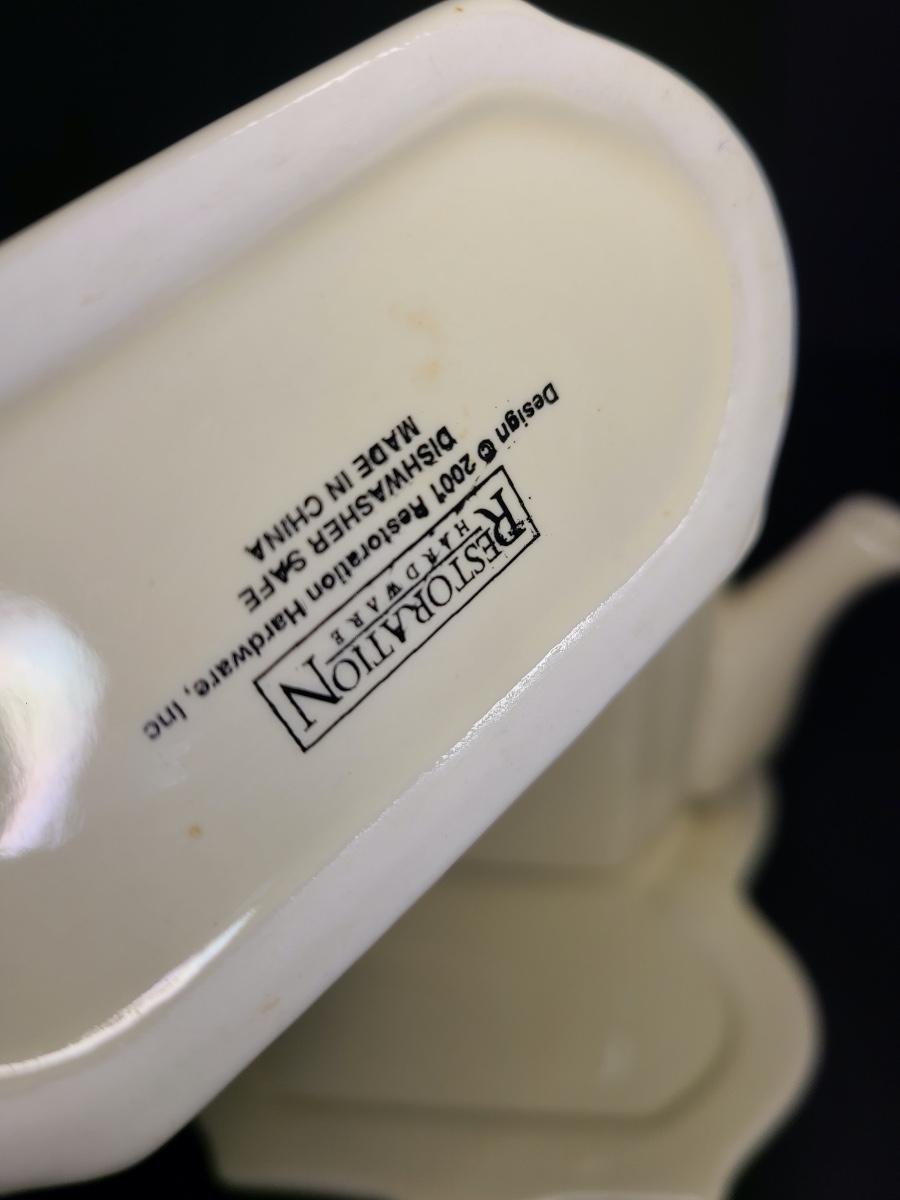 RESTORATION
HARDWARE
Design © 2001 Restoration Hardware, Inc
DISHWASHER SAFE
MADE IN CHINA